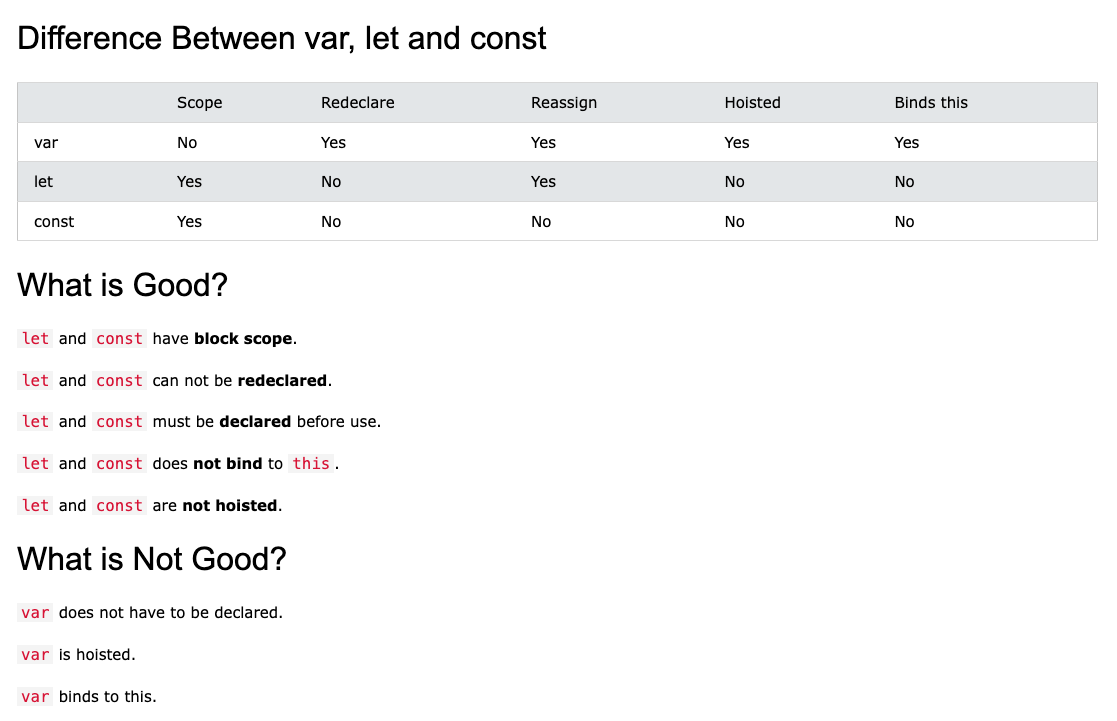 Difference Between var, let and const
Scope Redeclare Reassign Hoisted Binds this
var No Yes Yes Yes Yes
let Yes No Yes No No
const Yes No No No No
What is Good?
let and const have block scope.
let and const can not be redeclared.
let and const must be declared before use.
let and const does not bind to this.
let and const are not hoisted.
What is Not Good?
var does not have to be declared.
var is hoisted.
var binds to this.